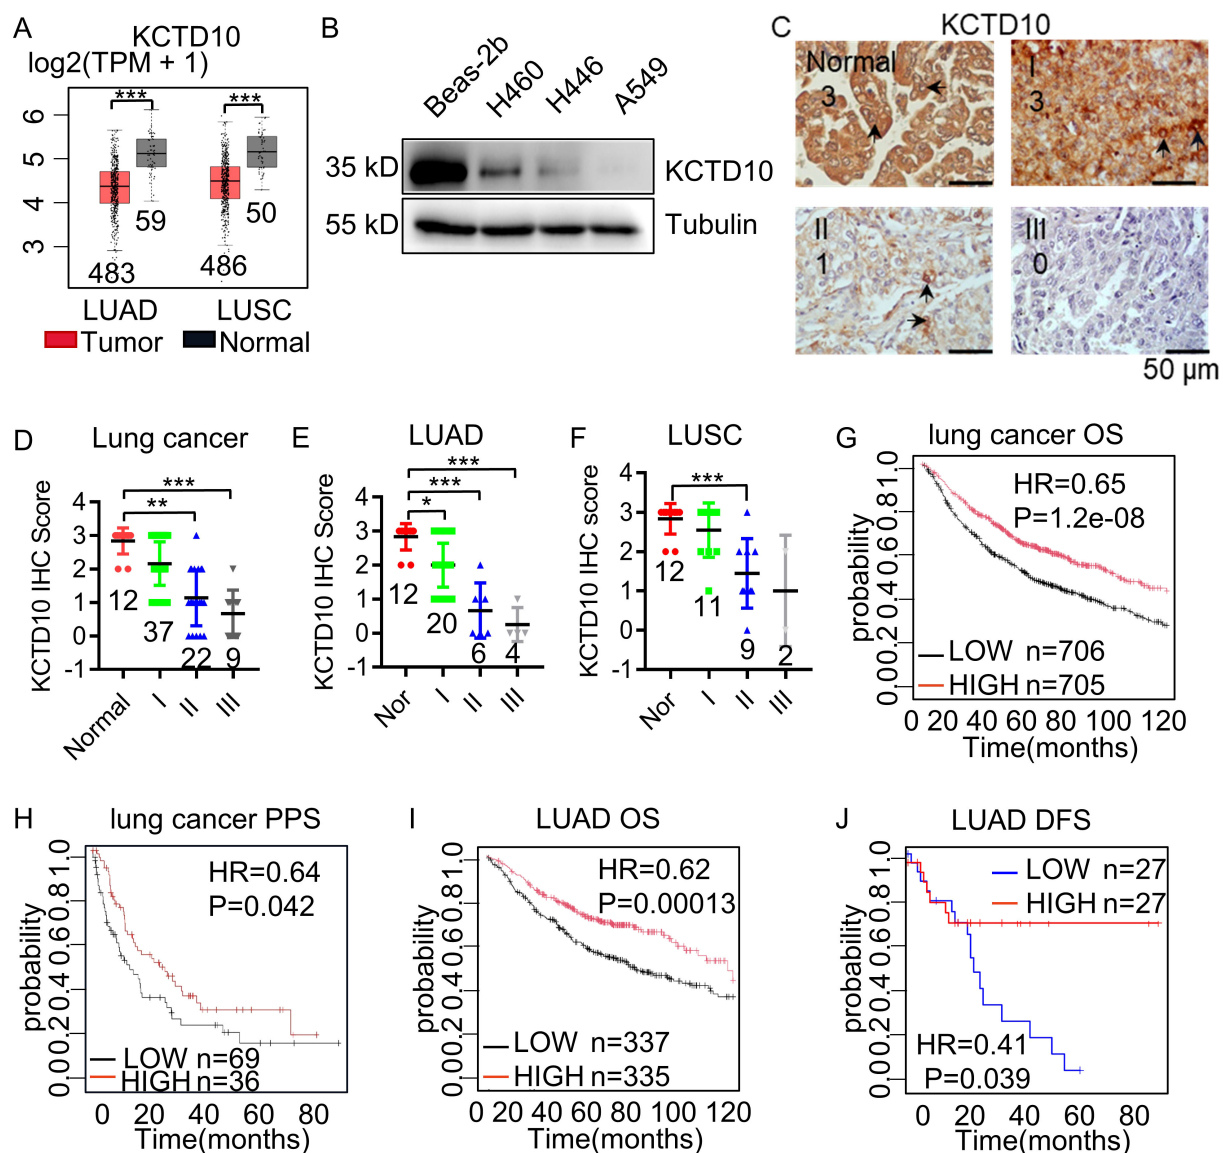 A
KCTD10
log2(TPM + 1)
***
***
6
5
4
3
59
50
483
486
LUAD
LUSC
Tumor
Normal
B
Beas-2b
H460
H446
A549
35 kD
KCTD10
55 kD
Tubulin
C
KCTD10
Normal
3
I
3
II
1
III
0
50 µm
D
Lung cancer
KCTD10 IHC Score
***
**
4
3
2
1
0
-1
12
37
22
9
Normal
I
II
III
E
LUAD
KCTD10 IHC Score
***
***
*
4
3
2
1
0
-1
12
20
6
4
Nor
I
II
III
F
LUSC
KCTD10 IHC score
***
4
3
2
1
0
-1
12
11
9
2
Nor
I
II
III
G
lung cancer OS
probability
0.0 0.2 0.4 0.6 0.8 1.0
HR=0.65
P=1.2e-08
LOW n=706
HIGH n=705
0 20 40 60 80 100 120
Time(months)
H
lung cancer PPS
probability
0.0 0.2 0.4 0.6 0.8 1.0
HR=0.64
P=0.042
LOW n=69
HIGH n=36
0 20 40 60 80
Time(months)
I
LUAD OS
probability
0.0 0.2 0.4 0.6 0.8 1.0
HR=0.62
P=0.00013
LOW n=337
HIGH n=335
0 20 40 60 80 100 120
Time(months)
J
LUAD DFS
probability
0.0 0.2 0.4 0.6 0.8 1.0
LOW n=27
HIGH n=27
HR=0.41
P=0.039
0 20 40 60 80
Time(months)